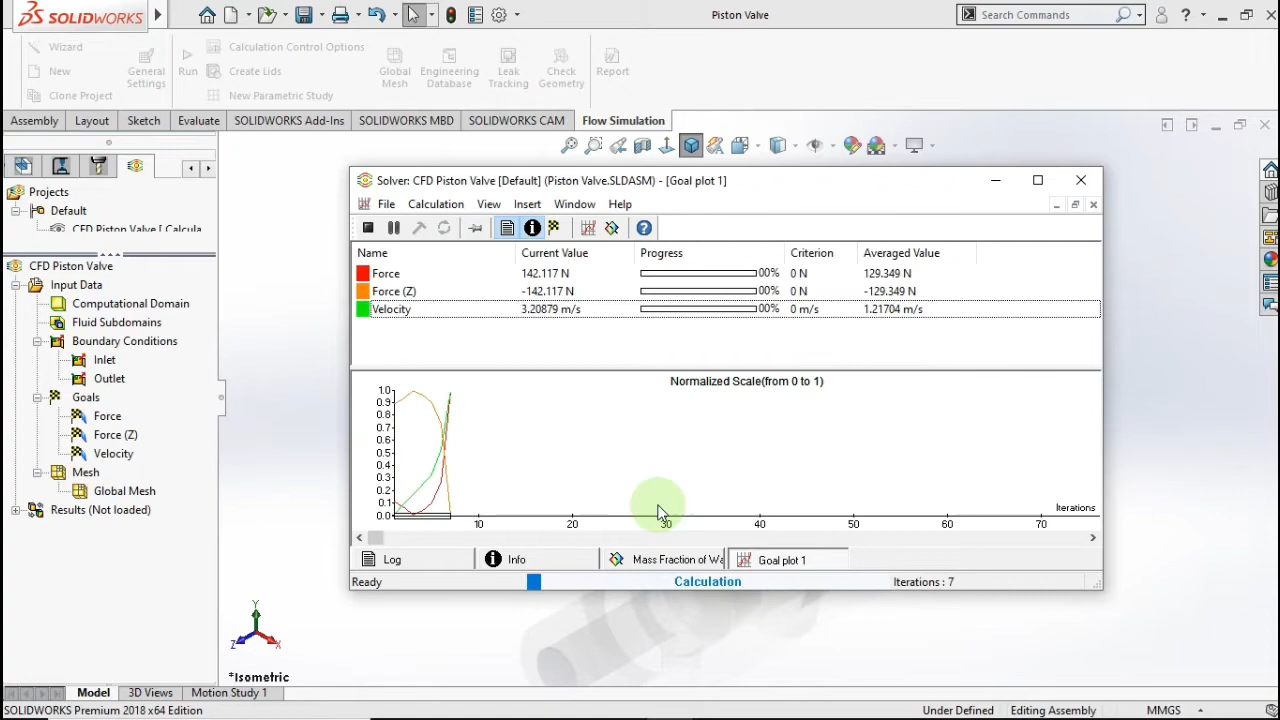 SOLIDWORKS
Piston Valve
Search Commands
Wizard
New
Clone Project
General Settings
Run
Calculation Control Options
Create Lids
New Parametric Study
Global Mesh
Engineering Database
Leak Tracking
Check Geometry
Report
Assembly Layout Sketch Evaluate SOLIDWORKS Add-Ins SOLIDWORKS MBD SOLIDWORKS CAM Flow Simulation
Projects
Default
CFD Piston Valve [ Calcula
CFD Piston Valve
Input Data
Computational Domain
Fluid Subdomains
Boundary Conditions
Inlet
Outlet
Goals
Force
Force (Z)
Velocity
Mesh
Global Mesh
Results (Not loaded)
Solver: CFD Piston Valve [Default] (Piston Valve.SLDASM) - [Goal plot 1]
File Calculation View Insert Window Help
Name Current Value Progress Criterion Averaged Value
Force 142.117 N 00% 0 N 129.349 N
Force (Z) -142.117 N 00% 0 N -129.349 N
Velocity 3.20879 m/s 00% 0 m/s 1.21704 m/s
Normalized Scale(from 0 to 1)
1.0
0.9
0.8
0.7
0.6
0.5
0.4
0.3
0.2
0.1
0.0
Iterations
10 20 30 40 50 60 70
Log Info Mass Fraction of Wa Goal plot 1
Ready Calculation Iterations : 7
Y
Z X
*Isometric
Model 3D Views Motion Study 1
SOLIDWORKS Premium 2018 x64 Edition Under Defined Editing Assembly MMGS